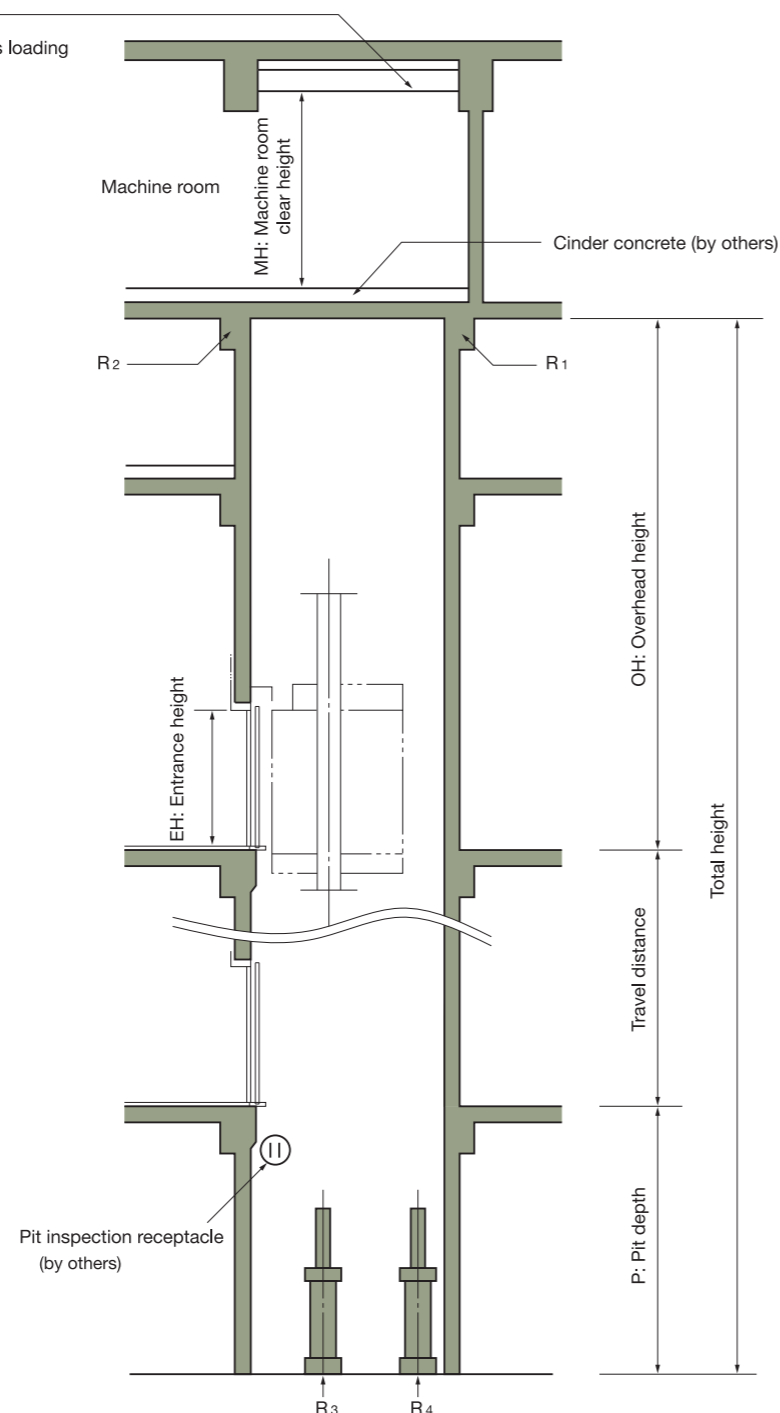 s loading
Machine room
MH: Machine room
clear height
Cinder concrete (by others)
R2
R1
OH: Overhead height
EH: Entrance height
Total height
Travel distance
Pit inspection receptacle
(by others)
P: Pit depth
R3
R4